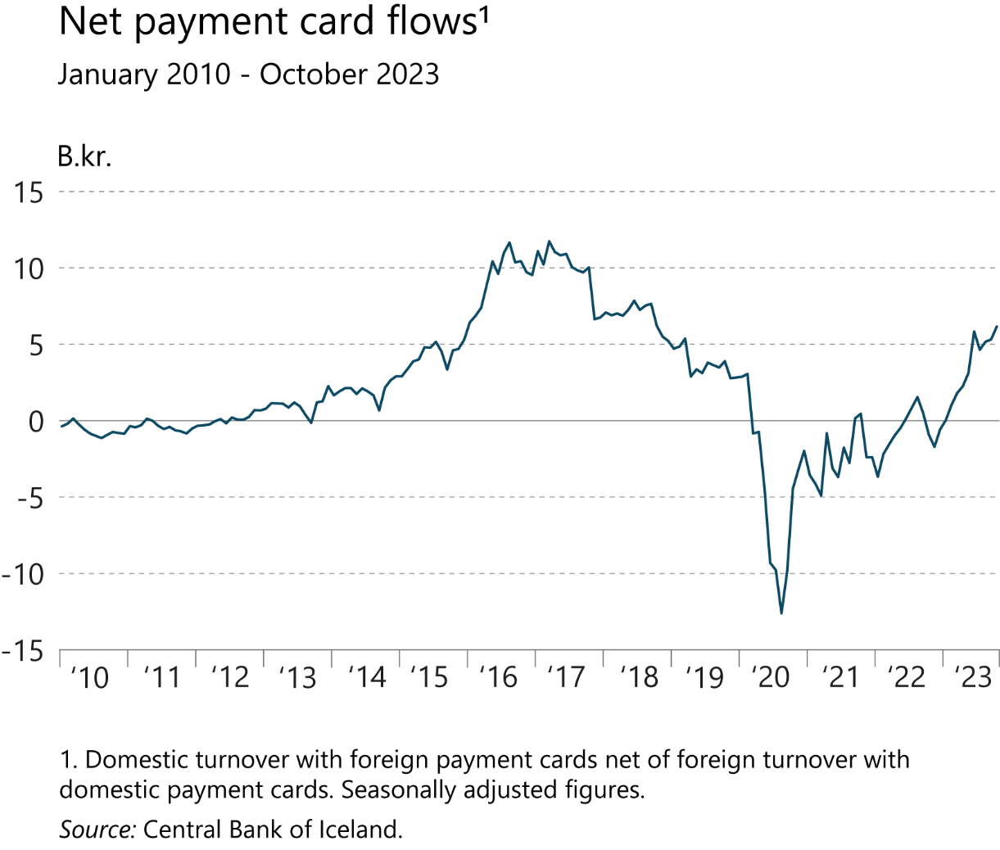 Net payment card flows¹
January 2010 - October 2023
B.kr.
15
10
5
0
-5
-10
-15
‘10 ‘11 ‘12 ‘13 ‘14 ‘15 ‘16 ‘17 ‘18 ‘19 ‘20 ‘21 ‘22 ‘23
1. Domestic turnover with foreign payment cards net of foreign turnover with
domestic payment cards. Seasonally adjusted figures.
Source: Central Bank of Iceland.